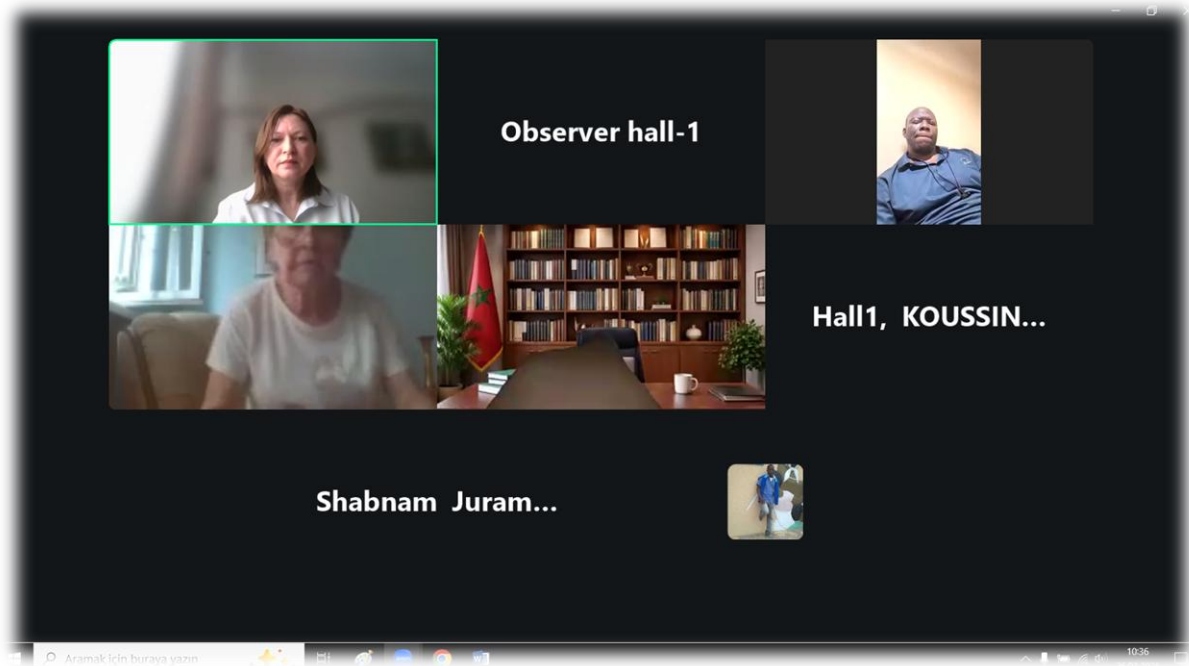 Observer hall-1
Hall1, KOUSSIN...
Shabnam Juram...
Aramak için buraya yazın
10:36